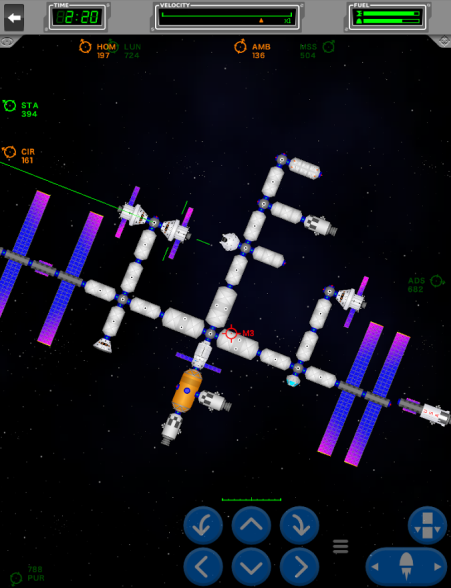 TIME
2:20
VELOCITY
x1
FUEL
HOM
197
LUN
724
AMB
136
MSS
504
STA
394
CIR
161
M3
ADS
682
788
PUR